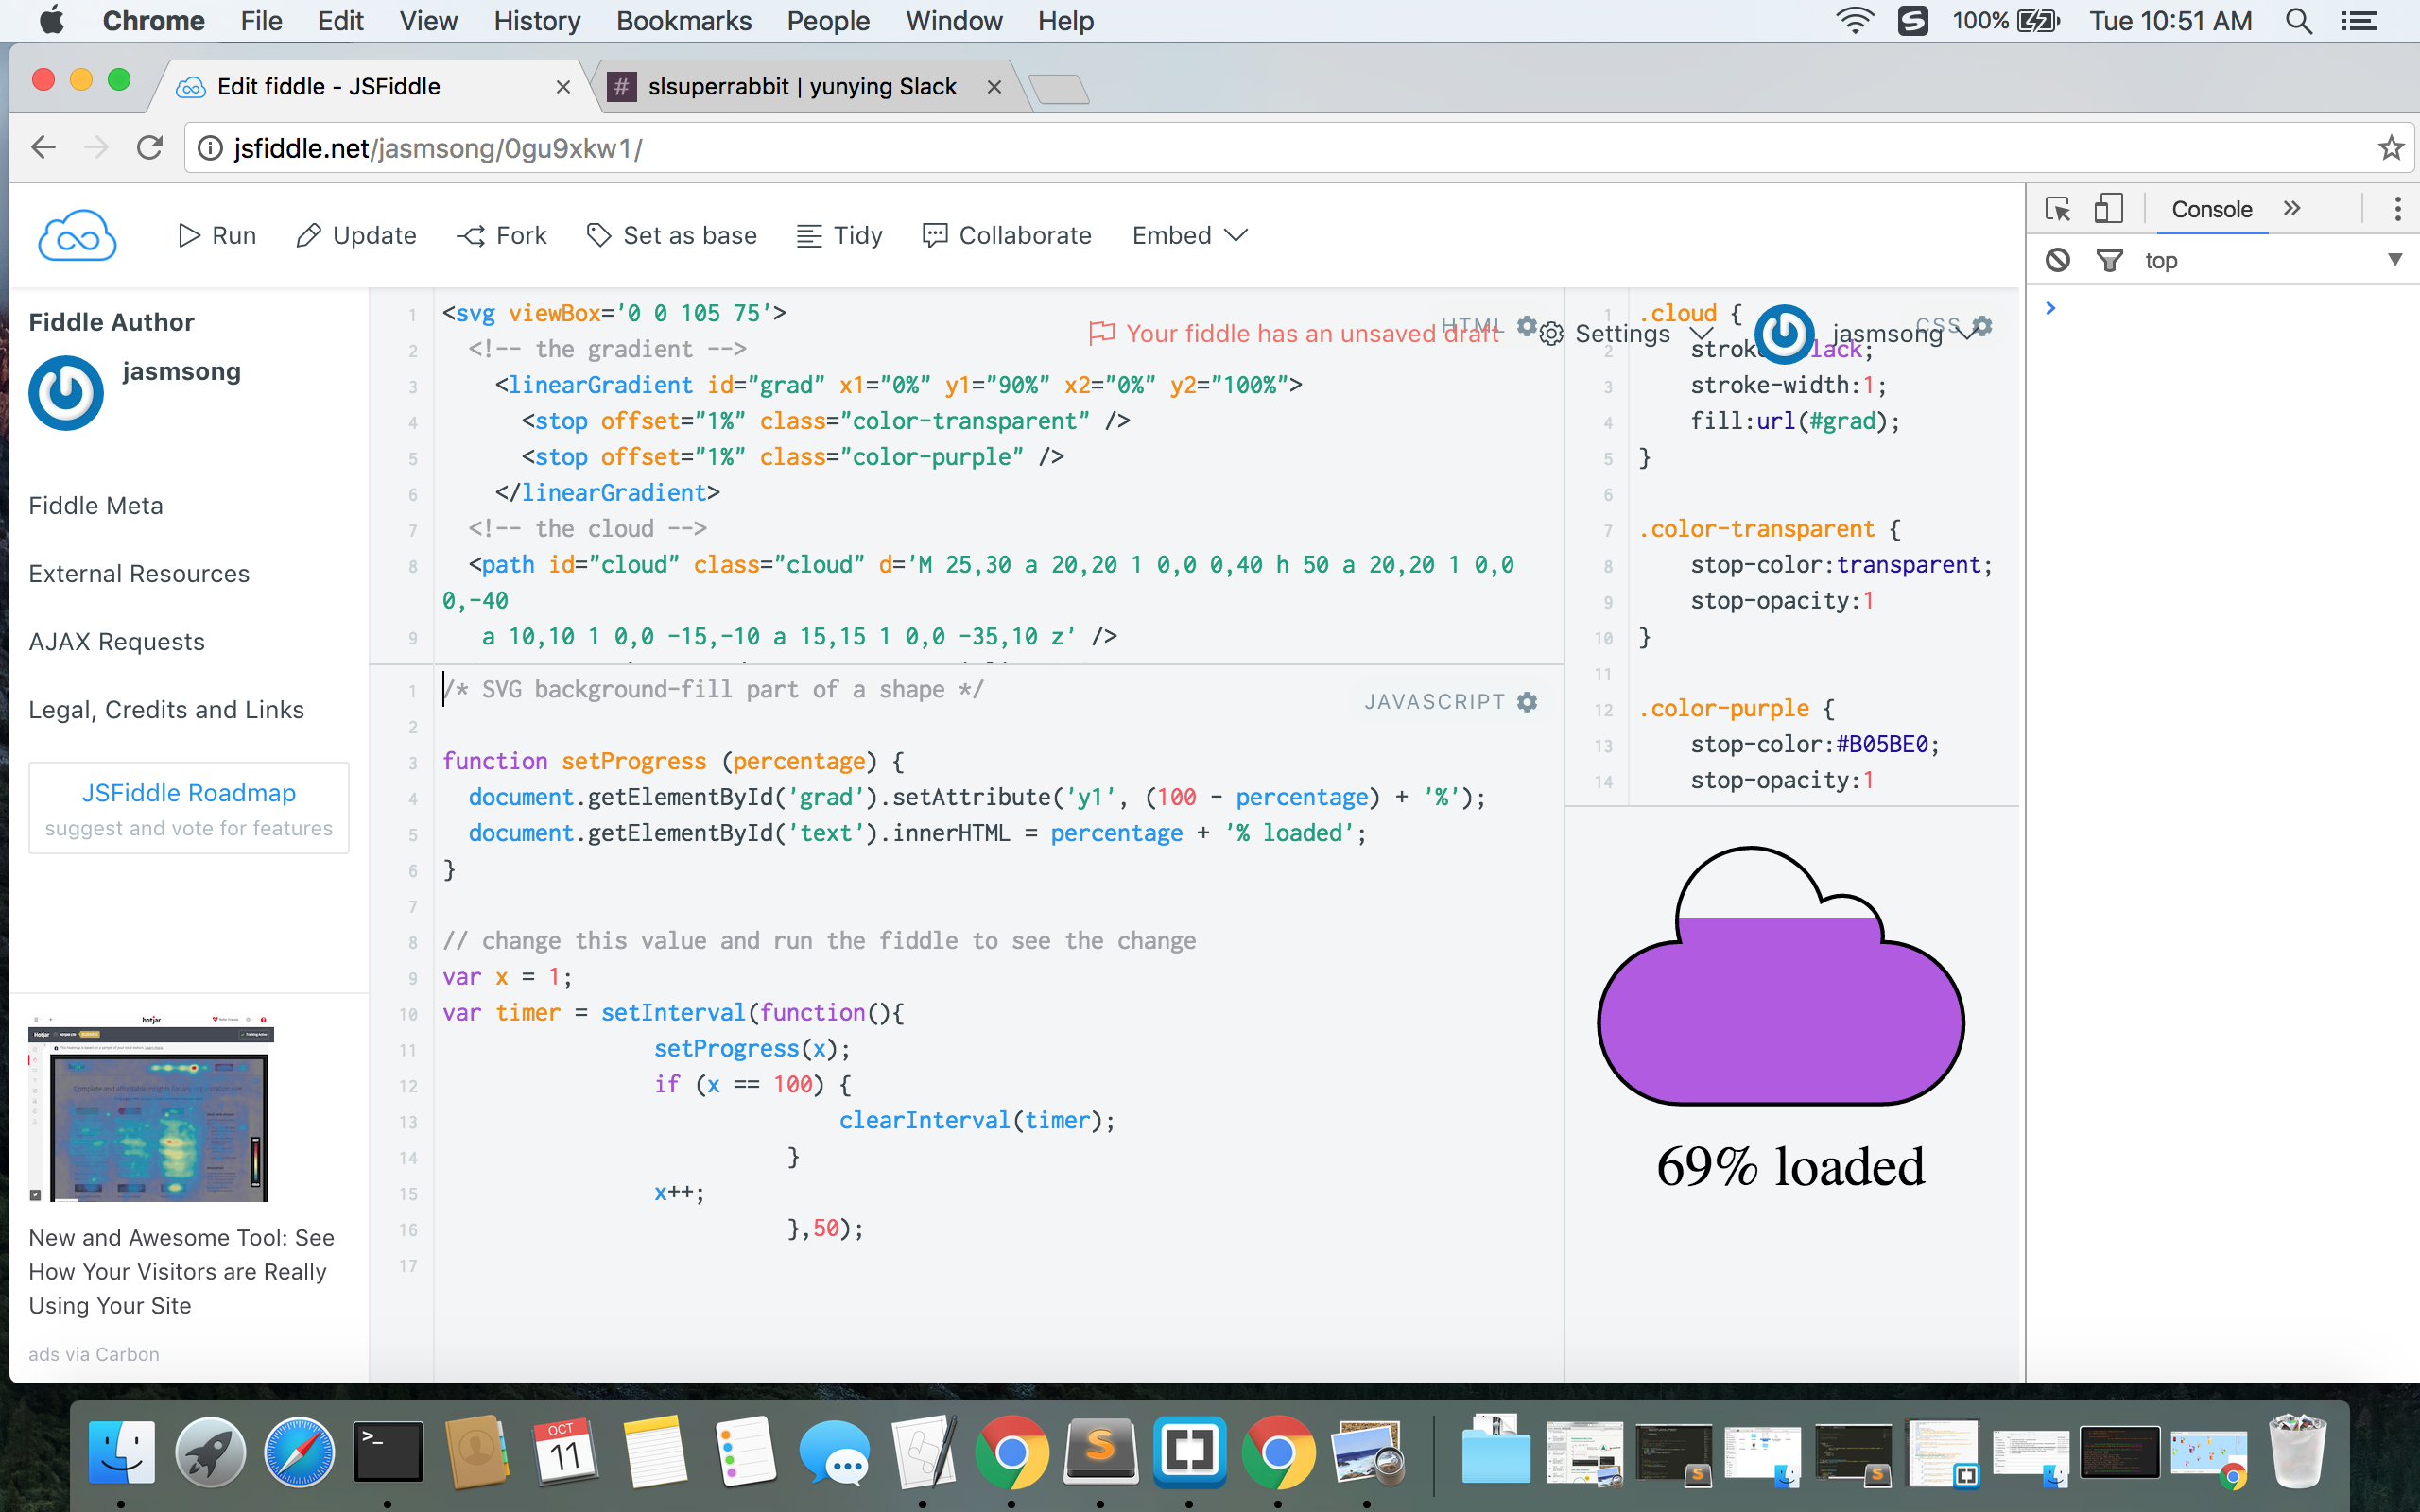 Chrome File Edit View History Bookmarks People Window Help 100% Tue 10:51 AM
Edit fiddle - JSFiddle
# slsuperrabbit | yunying Slack
jsfiddle.net/jasmsong/0gu9xkw1/
Run Update Fork Set as base Tidy Collaborate Embed
Console
top
Fiddle Author
jasmsong
Fiddle Meta
External Resources
AJAX Requests
Legal, Credits and Links
JSFiddle Roadmap
suggest and vote for features
hotjar
New and Awesome Tool: See
How Your Visitors are Really
Using Your Site
ads via Carbon
Your fiddle has an unsaved draft
HTML
Settings
jasmsong
CSS
1 <svg viewBox='0 0 105 75'>
2 <!-- the gradient -->
3 <linearGradient id="grad" x1="0%" y1="90%" x2="0%" y2="100%">
4 <stop offset="1%" class="color-transparent" />
5 <stop offset="1%" class="color-purple" />
6 </linearGradient>
7 <!-- the cloud -->
8 <path id="cloud" class="cloud" d='M 25,30 a 20,20 1 0,0 0,40 h 50 a 20,20 1 0,0
0,-40
9 a 10,10 1 0,0 -15,-10 a 15,15 1 0,0 -35,10 z' />
JAVASCRIPT
1 /* SVG background-fill part of a shape */
2
3 function setProgress (percentage) {
4 document.getElementById('grad').setAttribute('y1', (100 - percentage) + '%');
5 document.getElementById('text').innerHTML = percentage + '% loaded';
6 }
7
8 // change this value and run the fiddle to see the change
9 var x = 1;
10 var timer = setInterval(function(){
11 setProgress(x);
12 if (x == 100) {
13 clearInterval(timer);
14 }
15 x++;
16 },50);
17
1 .cloud {
2 lack;
3 stroke-width:1;
4 fill:url(#grad);
5 }
6
7 .color-transparent {
8 stop-color:transparent;
9 stop-opacity:1
10 }
11
12 .color-purple {
13 stop-color:#B05BE0;
14 stop-opacity:1
69% loaded
OCT
11